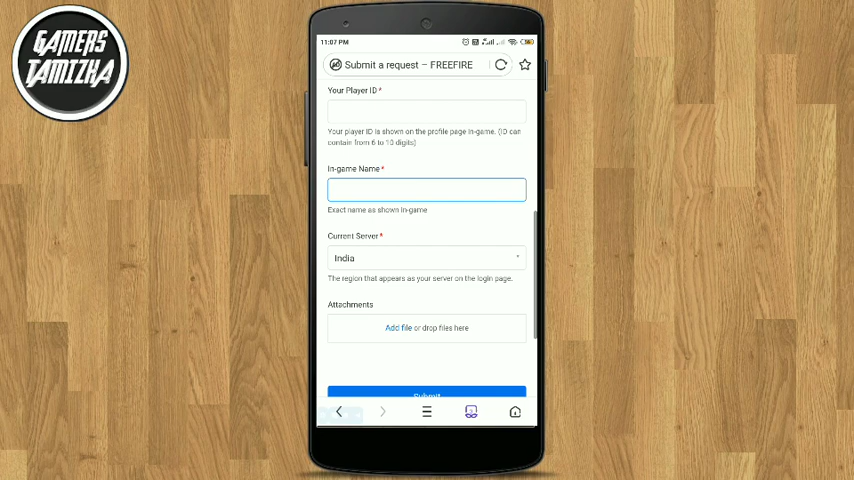 GAMERS
TAMIZHA
11:07 PM
Submit a request – FREEFIRE
Your Player ID*
Your player ID is shown on the profile page in-game. (ID can
contain from 6 to 13 digits)
In-game Name*
Exact name as shown in-game
Current Server*
India
The region that appears as your server on the login page.
Attachments
Add file or drop files here
Submit